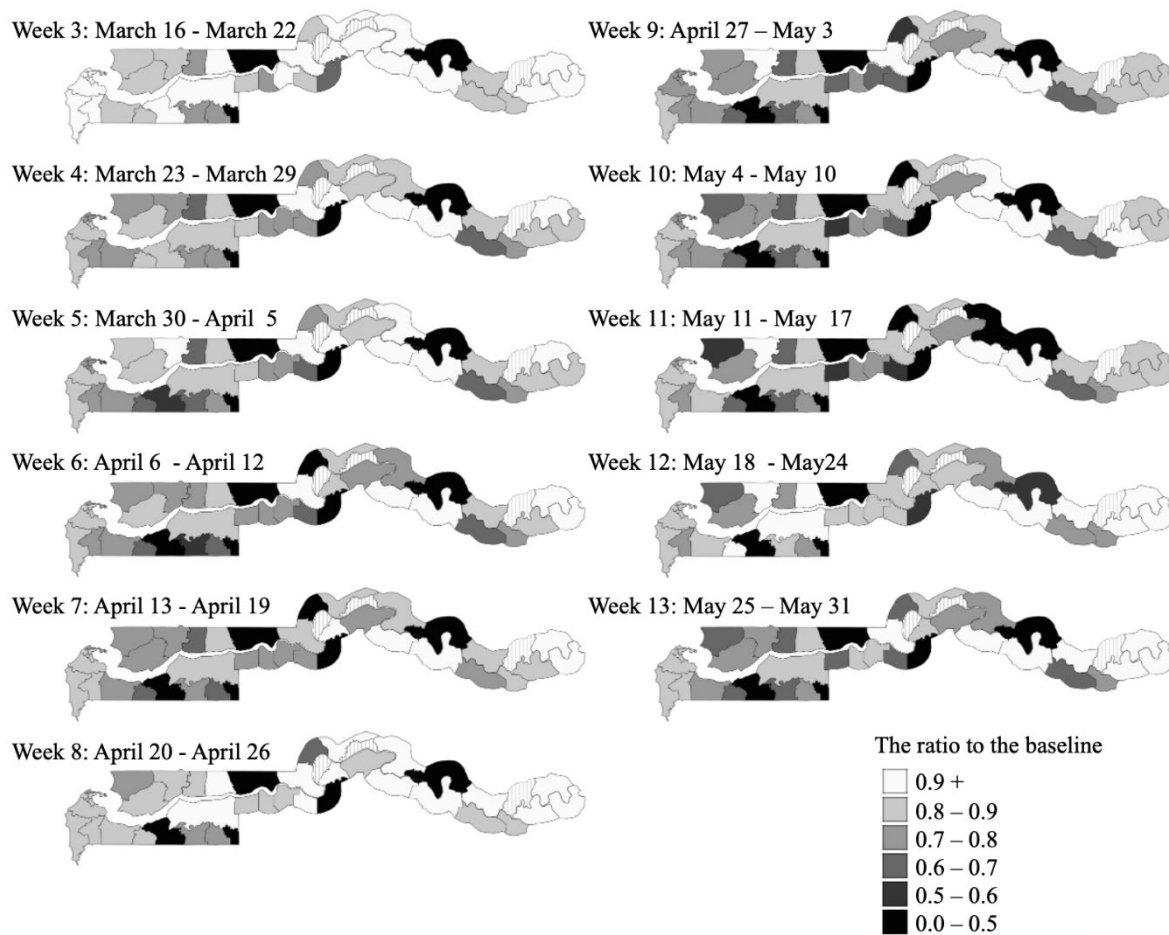 Week 3: March 16 - March 22
Week 4: March 23 - March 29
Week 5: March 30 - April 5
Week 6: April 6 - April 12
Week 7: April 13 - April 19
Week 8: April 20 - April 26
Week 9: April 27 – May 3
Week 10: May 4 - May 10
Week 11: May 11 - May 17
Week 12: May 18 - May24
Week 13: May 25 – May 31
The ratio to the baseline
0.9 +
0.8 – 0.9
0.7 – 0.8
0.6 – 0.7
0.5 – 0.6
0.0 – 0.5